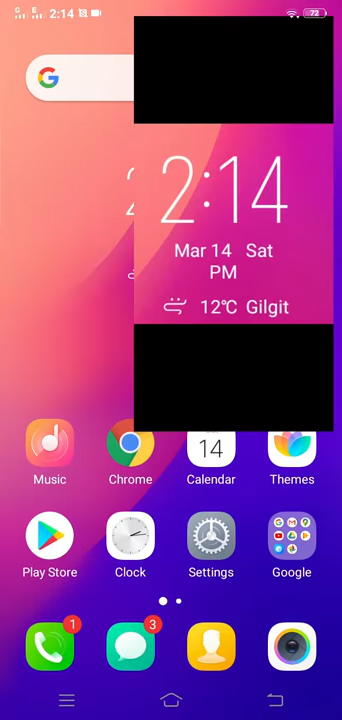 G E 2:14 72
G
2:14
Mar 14 Sat
PM
12℃ Gilgit
14
Music Chrome Calendar Themes
Play Store Clock Settings Google
1 3